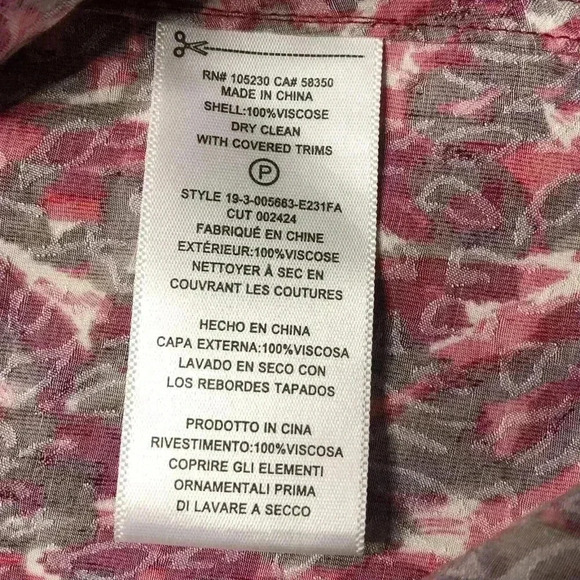 RN# 105230 CA# 58350
MADE IN CHINA
SHELL:100%VISCOSE
DRY CLEAN
WITH COVERED TRIMS
P
STYLE 19-3-005663-E231FA
CUT 002424
FABRIQUÉ EN CHINE
EXTÉRIEUR:100%VISCOSE
NETTOYER À SEC EN
COUVRANT LES COUTURES
HECHO EN CHINA
CAPA EXTERNA:100%VISCOSA
LAVADO EN SECO CON
LOS REBORDES TAPADOS
PRODOTTO IN CINA
RIVESTIMENTO:100%VISCOSA
COPRIRE GLI ELEMENTI
ORNAMENTALI PRIMA
DI LAVARE A SECCO